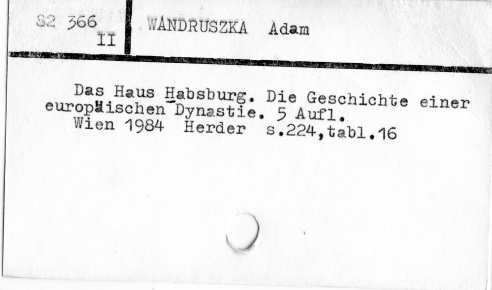 82 366
II
WANDRUSZKA Adam
Das Haus Habsburg. Die Geschichte einer
europäischen Dynastie. 5 Aufl.
Wien 1984 Herder s.224,tabl.16